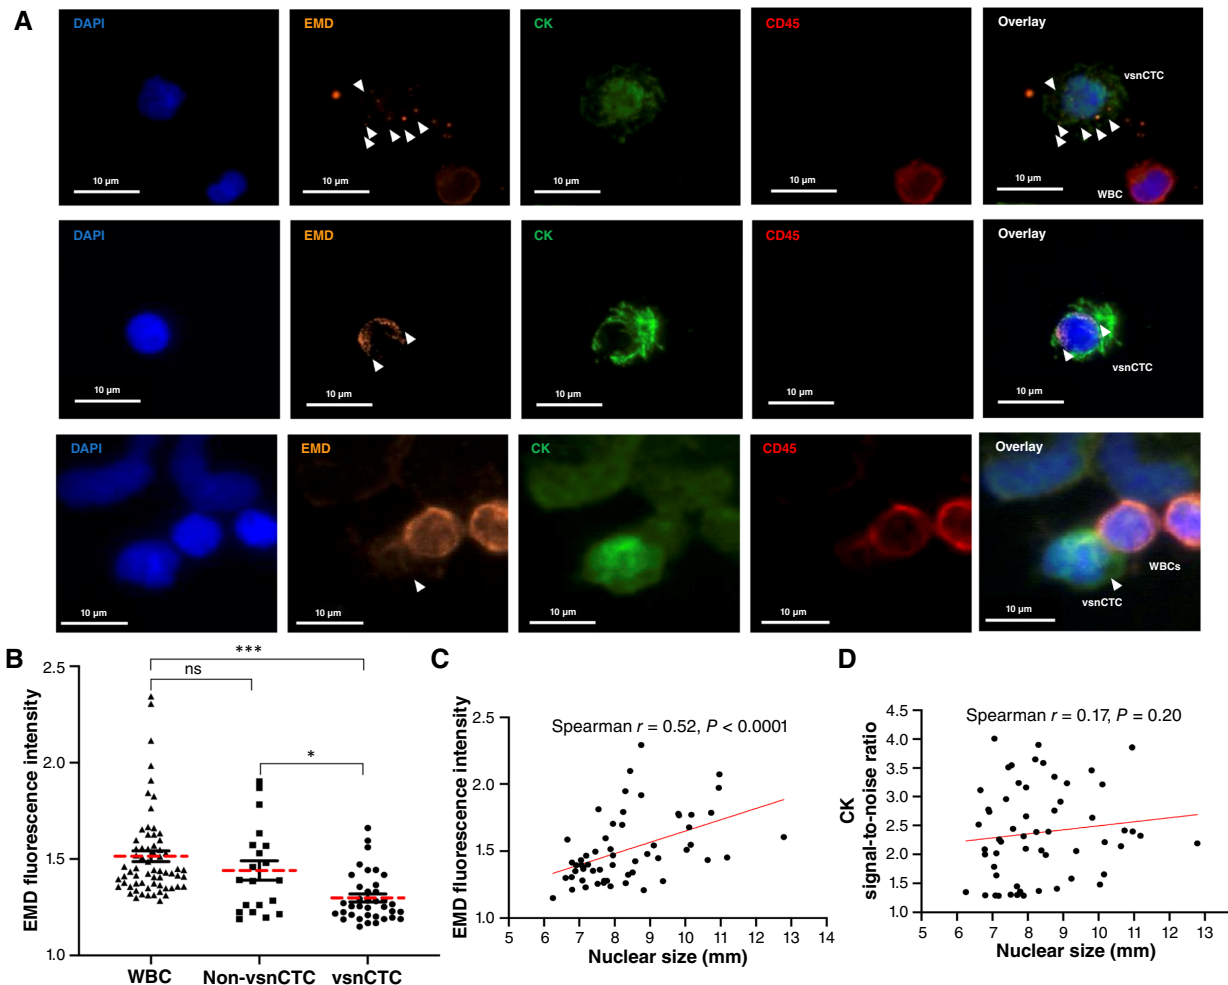 A
DAPI EMD CK CD45 Overlay
vsnCTC
WBC
10 µm 10 µm 10 µm 10 µm 10 µm
DAPI EMD CK CD45 Overlay
vsnCTC
10 µm 10 µm 10 µm 10 µm 10 µm
DAPI EMD CK CD45 Overlay
WBCs
vsnCTC
10 µm 10 µm 10 µm 10 µm 10 µm
B
***
ns
*
EMD fluorescence intensity
2.5
2.0
1.5
1.0
WBC Non-vsnCTC vsnCTC
C
Spearman r = 0.52, P < 0.0001
EMD fluorescence intensity
2.5
2.0
1.5
1.0
5 6 7 8 9 10 11 12 13 14
Nuclear size (mm)
D
Spearman r = 0.17, P = 0.20
CK
signal-to-noise ratio
4.5
4.0
3.5
3.0
2.5
2.0
1.5
1.0
5 6 7 8 9 10 11 12 13
Nuclear size (mm)